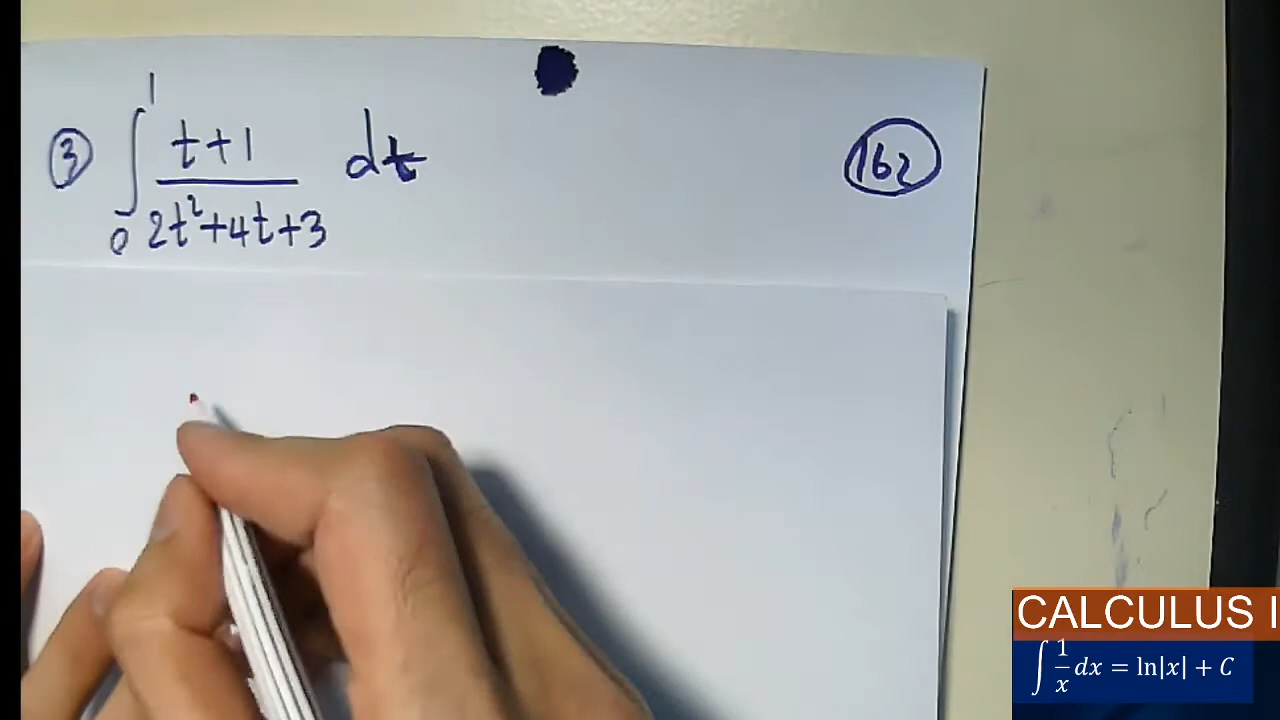 ③ ∫₀¹ (t+1)/(2t²+4t+3) dt
162
CALCULUS I
∫ 1/x dx = ln|x| + C